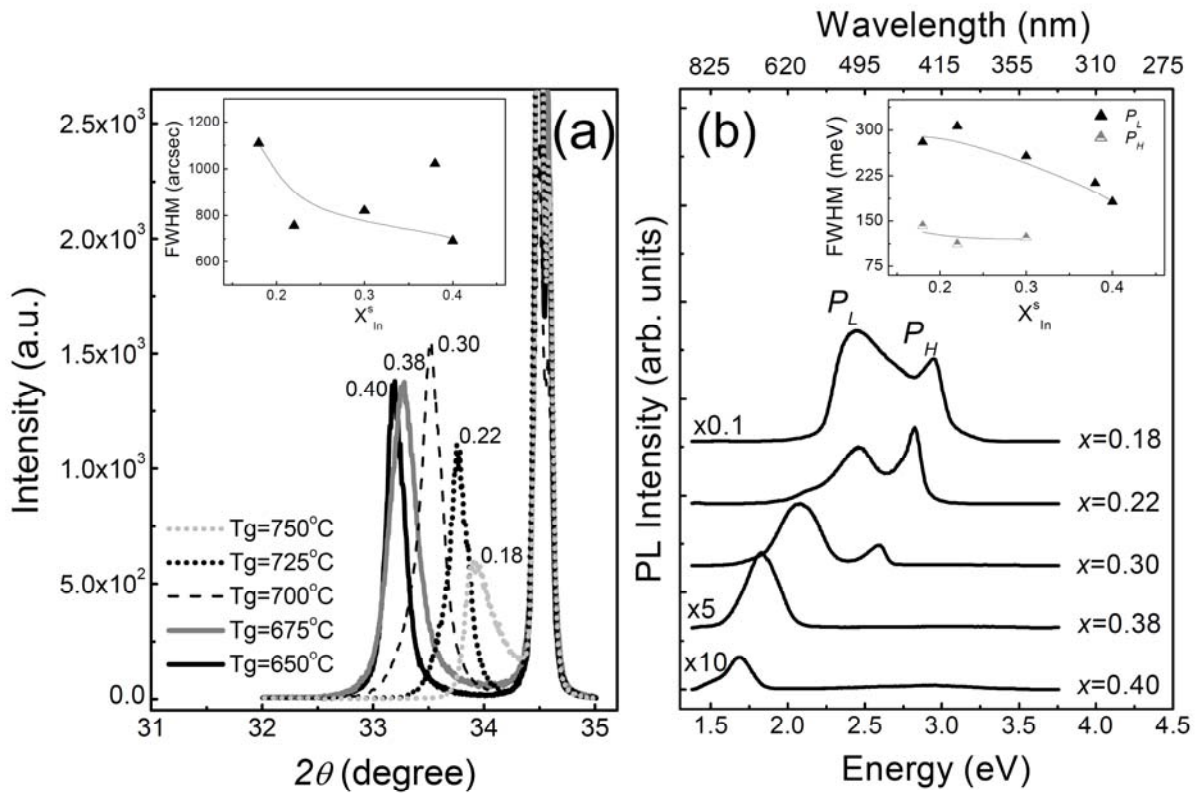 (a)
Intensity (a.u.)
2.5x10³
2.0x10³
1.5x10³
1.0x10³
5.0x10²
0.0
31 32 33 34 35
2θ (degree)
FWHM (arcsec)
1200
1000
800
600
0.2 0.3 0.4
Xˢ_In
0.30
0.38
0.40
0.22
0.18
Tg=750°C
Tg=725°C
Tg=700°C
Tg=675°C
Tg=650°C
Wavelength (nm)
825 620 495 415 355 310 275
(b)
PL Intensity (arb. units)
FWHM (meV)
300
225
150
75
0.2 0.3 0.4
Xˢ_In
P_L
P_H
P_L
P_H
x0.1 x=0.18
x=0.22
x=0.30
x5 x=0.38
x10 x=0.40
1.5 2.0 2.5 3.0 3.5 4.0 4.5
Energy (eV)